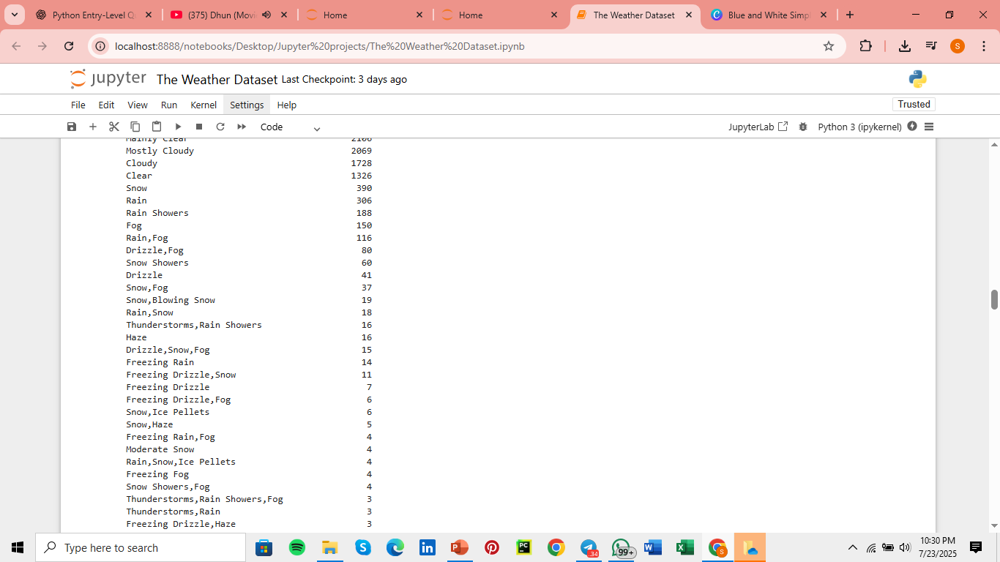 Python Entry-Level Q
(375) Dhun (Movi
Home
Home
The Weather Dataset
Blue and White Simpl
localhost:8888/notebooks/Desktop/Jupyter%20projects/The%20Weather%20Dataset.ipynb
S
jupyter The Weather Dataset Last Checkpoint: 3 days ago
File Edit View Run Kernel Settings Help
Trusted
Code
JupyterLab
Python 3 (ipykernel)
Mainly Clear 2106
Mostly Cloudy 2069
Cloudy 1728
Clear 1326
Snow 390
Rain 306
Rain Showers 188
Fog 150
Rain,Fog 116
Drizzle,Fog 80
Snow Showers 60
Drizzle 41
Snow,Fog 37
Snow,Blowing Snow 19
Rain,Snow 18
Thunderstorms,Rain Showers 16
Haze 16
Drizzle,Snow,Fog 15
Freezing Rain 14
Freezing Drizzle,Snow 11
Freezing Drizzle 7
Freezing Drizzle,Fog 6
Snow,Ice Pellets 6
Snow,Haze 5
Freezing Rain,Fog 4
Moderate Snow 4
Rain,Snow,Ice Pellets 4
Freezing Fog 4
Snow Showers,Fog 4
Thunderstorms,Rain Showers,Fog 3
Thunderstorms,Rain 3
Freezing Drizzle,Haze 3
Type here to search
99+
10:30 PM
7/23/2025